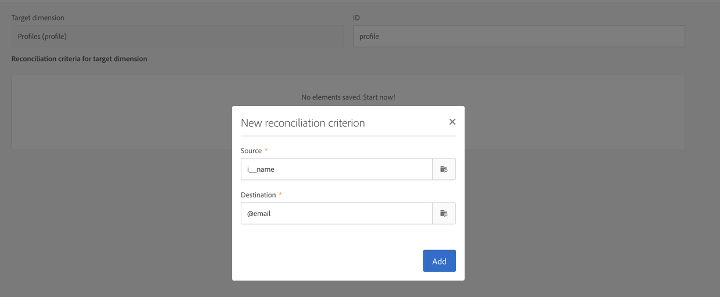 Target dimension
ID
Profiles (profile)
profile
Reconciliation criteria for target dimension
No elements saved. Start now!
New reconciliation criterion
×
Source *
i__name
Destination *
@email
Add